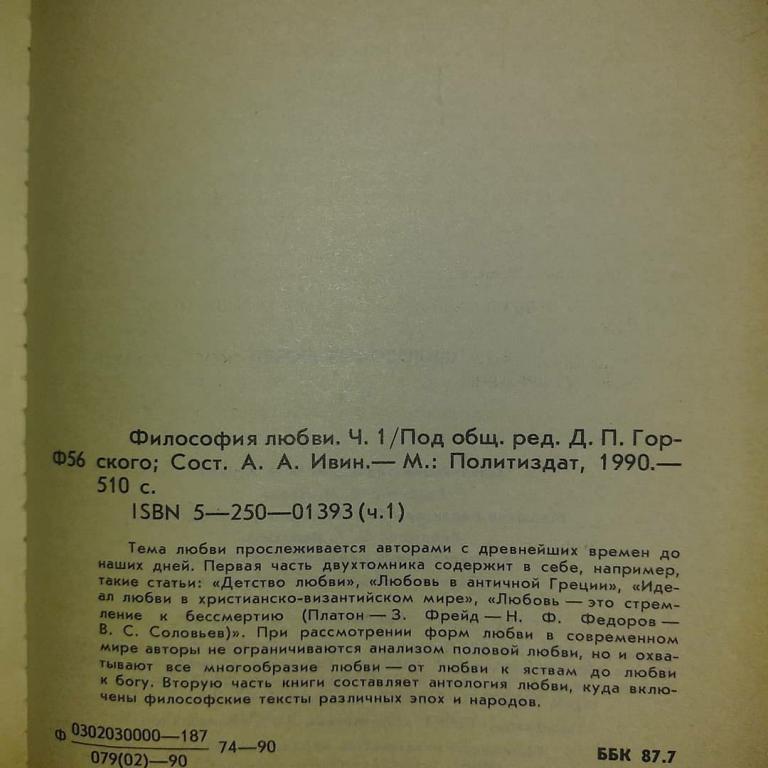 Философия любви. Ч. 1/Под общ. ред. Д. П. Гор-
Ф56 ского; Сост. А. А. Ивин.— М.: Политиздат, 1990.—
510 с.
ISBN 5—250—01393 (ч.1)
Тема любви прослеживается авторами с древнейших времен до
наших дней. Первая часть двухтомника содержит в себе, например,
такие статьи: «Детство любви», «Любовь в античной Греции», «Иде-
ал любви в христианско-византийском мире», «Любовь — это стрем-
ление к бессмертию (Платон — З. Фрейд — Н. Ф. Федоров —
В. С. Соловьев)». При рассмотрении форм любви в современном
мире авторы не ограничиваются анализом половой любви, но и охва-
тывают все многообразие любви — от любви к яствам до любви
к богу. Вторую часть книги составляет антология любви, куда вклю-
чены философские тексты различных эпох и народов.
Ф 0302030000—187
079(02)—90
74—90
ББК 87.7